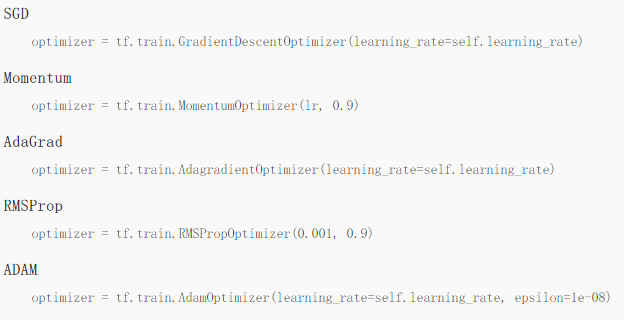 SGD
optimizer = tf.train.GradientDescentOptimizer(learning_rate=self.learning_rate)
Momentum
optimizer = tf.train.MomentumOptimizer(lr, 0.9)
AdaGrad
optimizer = tf.train.AdagradientOptimizer(learning_rate=self.learning_rate)
RMSProp
optimizer = tf.train.RMSPropOptimizer(0.001, 0.9)
ADAM
optimizer = tf.train.AdamOptimizer(learning_rate=self.learning_rate, epsilon=1e-08)